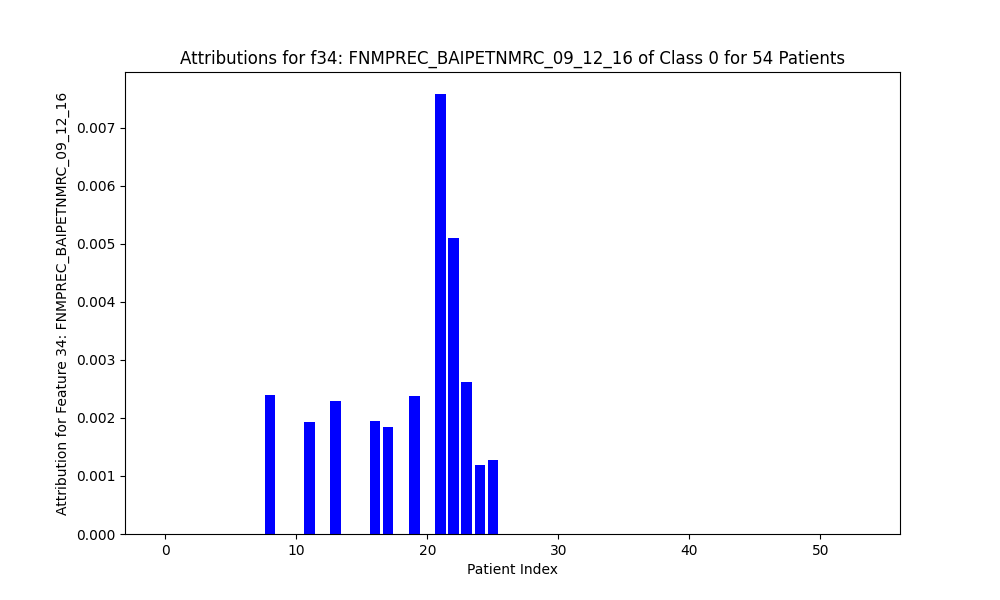 Attributions for f34: FNMPREC_BAIPETNMRC_09_12_16 of Class 0 for 54 Patients
Attribution for Feature 34: FNMPREC_BAIPETNMRC_09_12_16
0.007
0.006
0.005
0.004
0.003
0.002
0.001
0.000
0 10 20 30 40 50
Patient Index